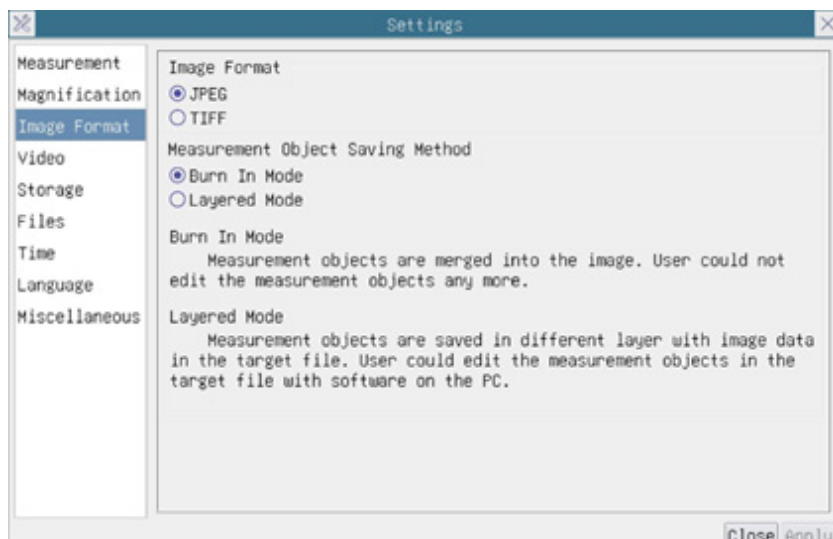 Settings
Measurement
Magnification
Image Format
Video
Storage
Files
Time
Language
Miscellaneous
Image Format
JPEG
TIFF
Measurement Object Saving Method
Burn In Mode
Layered Mode
Burn In Mode
Measurement objects are merged into the image. User could not
edit the measurement objects any more.
Layered Mode
Measurement objects are saved in different layer with image data
in the target file. User could edit the measurement objects in the
target file with software on the PC.
Close Apply